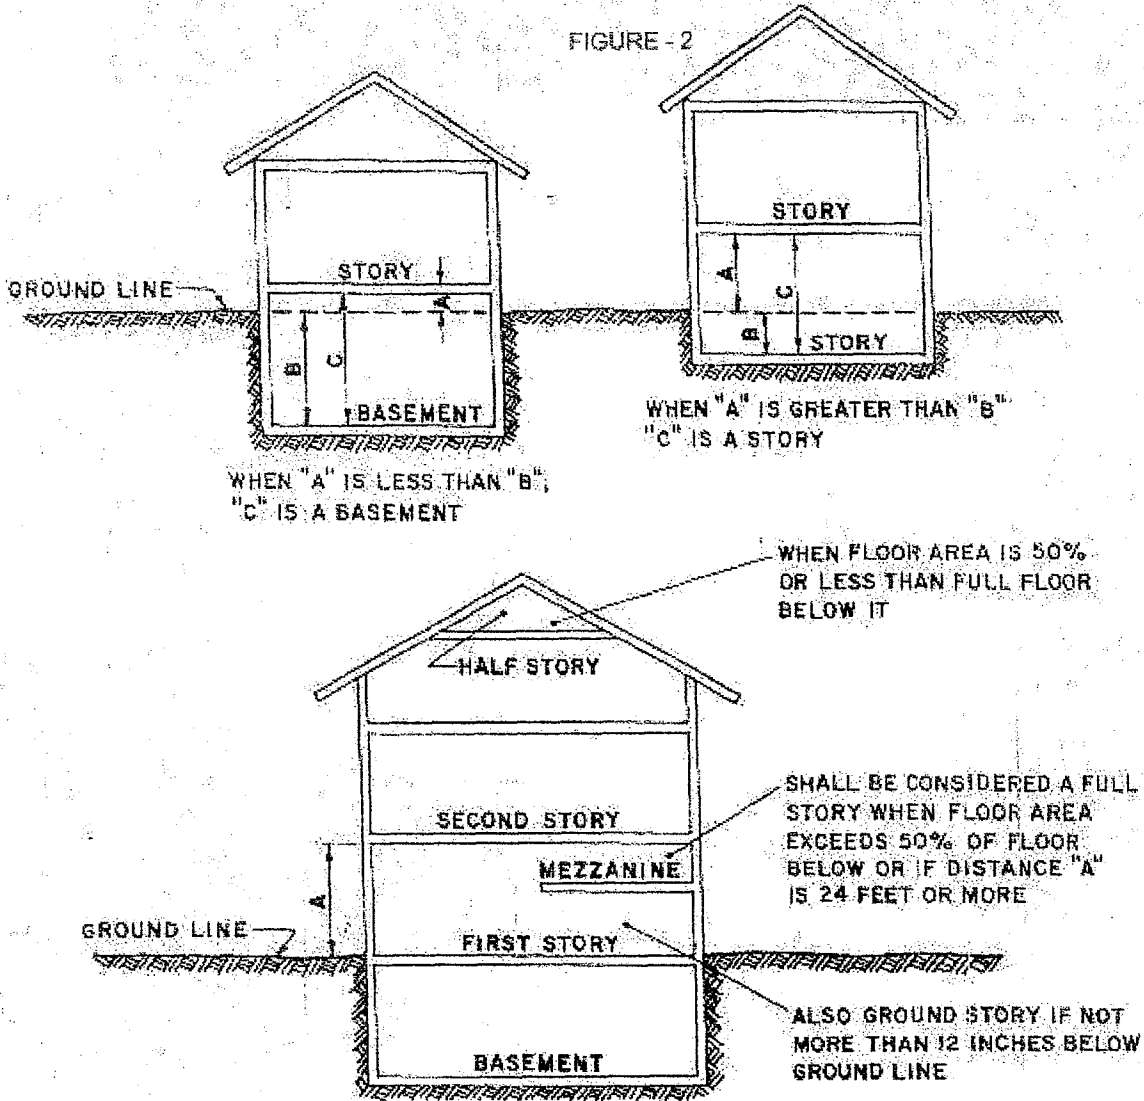 FIGURE - 2
STORY
GROUND LINE
A
B
C
BASEMENT
WHEN "A" IS LESS THAN "B",
"C" IS A BASEMENT
STORY
A
C
B
STORY
WHEN "A" IS GREATER THAN "B"
"C" IS A STORY
WHEN FLOOR AREA IS 50%
OR LESS THAN FULL FLOOR
BELOW IT
HALF STORY
SECOND STORY
SHALL BE CONSIDERED A FULL
STORY WHEN FLOOR AREA
EXCEEDS 50% OF FLOOR
BELOW OR IF DISTANCE "A"
IS 24 FEET OR MORE
MEZZANINE
A
GROUND LINE
FIRST STORY
ALSO GROUND STORY IF NOT
MORE THAN 12 INCHES BELOW
GROUND LINE
BASEMENT